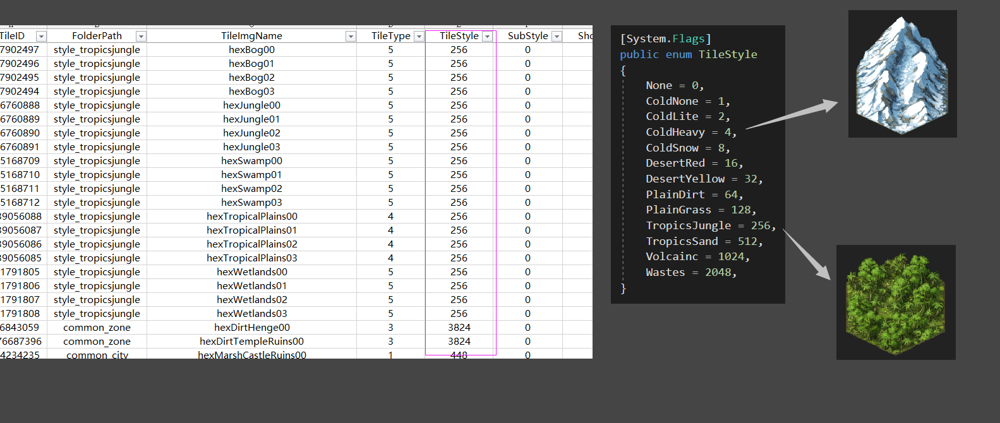 TileID FolderPath TileImgName TileType TileStyle SubStyle Sho
7902497 style_tropicsjungle hexBog00 5 256 0
7902496 style_tropicsjungle hexBog01 5 256 0
7902495 style_tropicsjungle hexBog02 5 256 0
7902494 style_tropicsjungle hexBog03 5 256 0
6760888 style_tropicsjungle hexJungle00 5 256 0
6760889 style_tropicsjungle hexJungle01 5 256 0
6760890 style_tropicsjungle hexJungle02 5 256 0
6760891 style_tropicsjungle hexJungle03 5 256 0
5168709 style_tropicsjungle hexSwamp00 5 256 0
5168710 style_tropicsjungle hexSwamp01 5 256 0
5168711 style_tropicsjungle hexSwamp02 5 256 0
5168712 style_tropicsjungle hexSwamp03 5 256 0
39056088 style_tropicsjungle hexTropicalPlains00 4 256 0
39056087 style_tropicsjungle hexTropicalPlains01 4 256 0
39056086 style_tropicsjungle hexTropicalPlains02 4 256 0
39056085 style_tropicsjungle hexTropicalPlains03 4 256 0
1791805 style_tropicsjungle hexWetlands00 5 256 0
1791806 style_tropicsjungle hexWetlands01 5 256 0
1791807 style_tropicsjungle hexWetlands02 5 256 0
1791808 style_tropicsjungle hexWetlands03 5 256 0
6843059 common_zone hexDirtHenge00 3 3824 0
76687396 common_zone hexDirtTempleRuins00 3 3824 0
4234235 common_city hexMarshCastleRuins00 1 448 0
[System.Flags]
public enum TileStyle
{
None = 0,
ColdNone = 1,
ColdLite = 2,
ColdHeavy = 4,
ColdSnow = 8,
DesertRed = 16,
DesertYellow = 32,
PlainDirt = 64,
PlainGrass = 128,
TropicsJungle = 256,
TropicsSand = 512,
Volcainc = 1024,
Wastes = 2048,
}